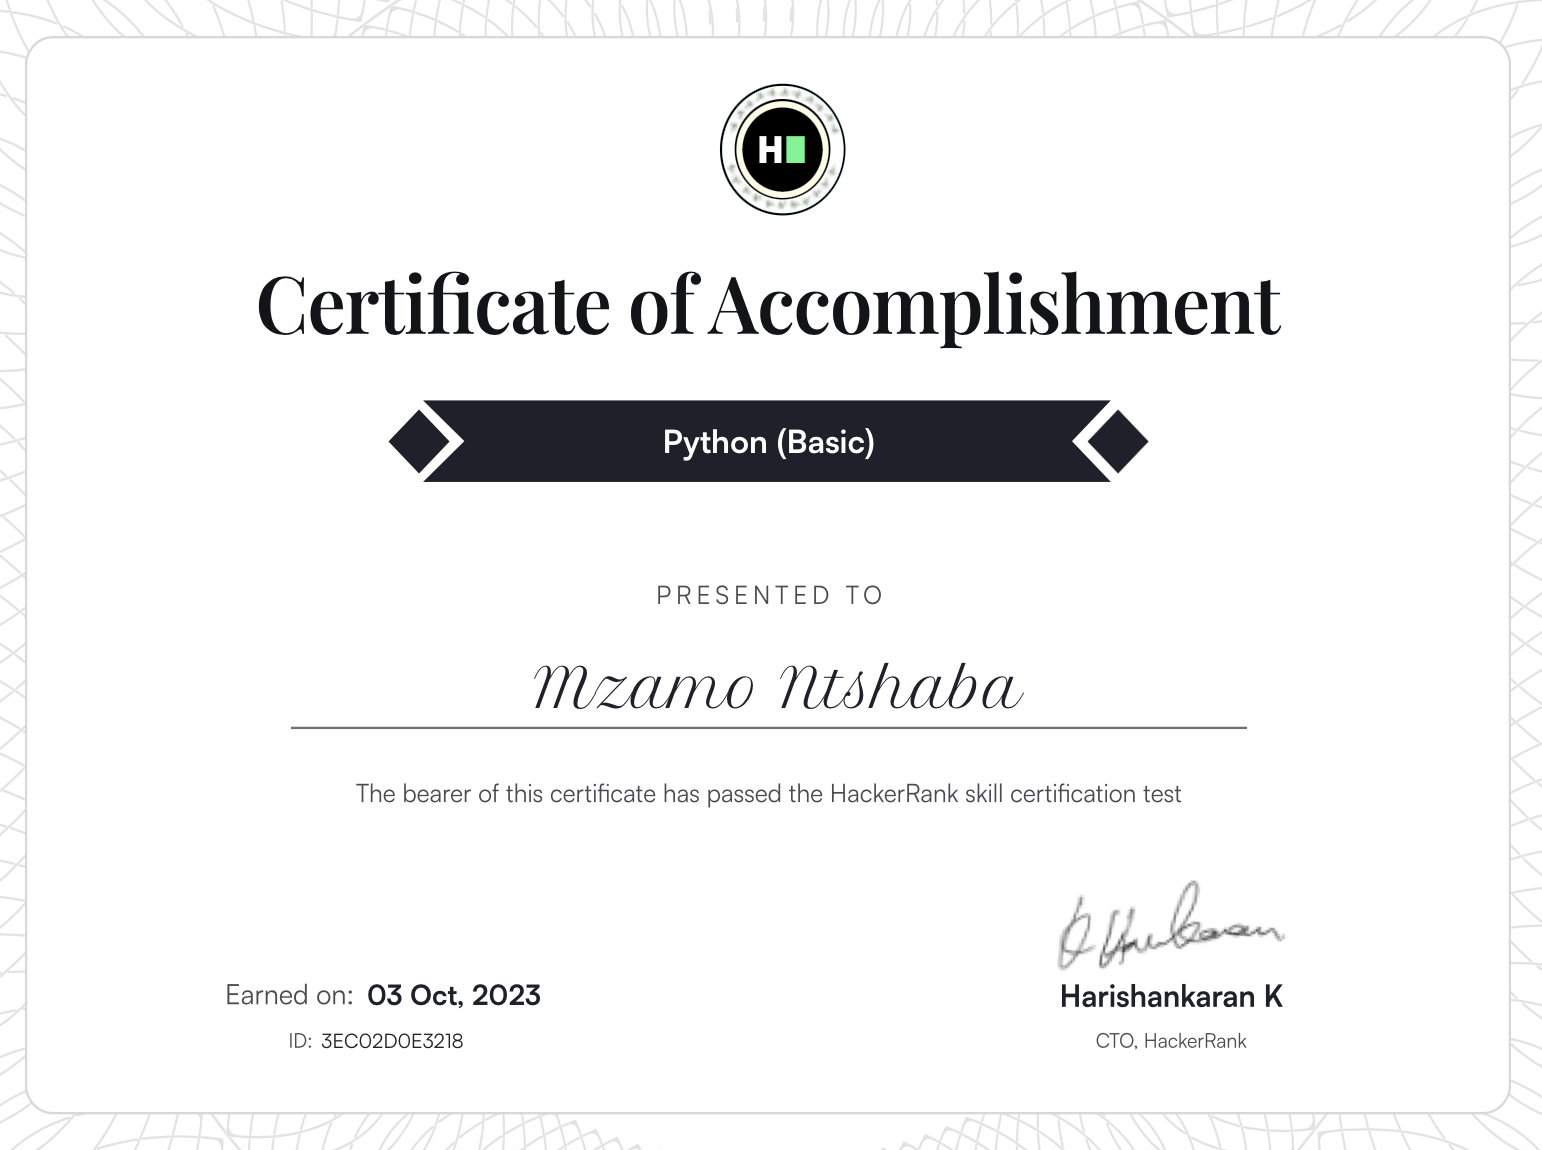 H
Certificate of Accomplishment
Python (Basic)
PRESENTED TO
Mzamo Ntshaba
The bearer of this certificate has passed the HackerRank skill certification test
Earned on: 03 Oct, 2023
ID: 3EC02D0E3218
Harishankaran K
CTO, HackerRank